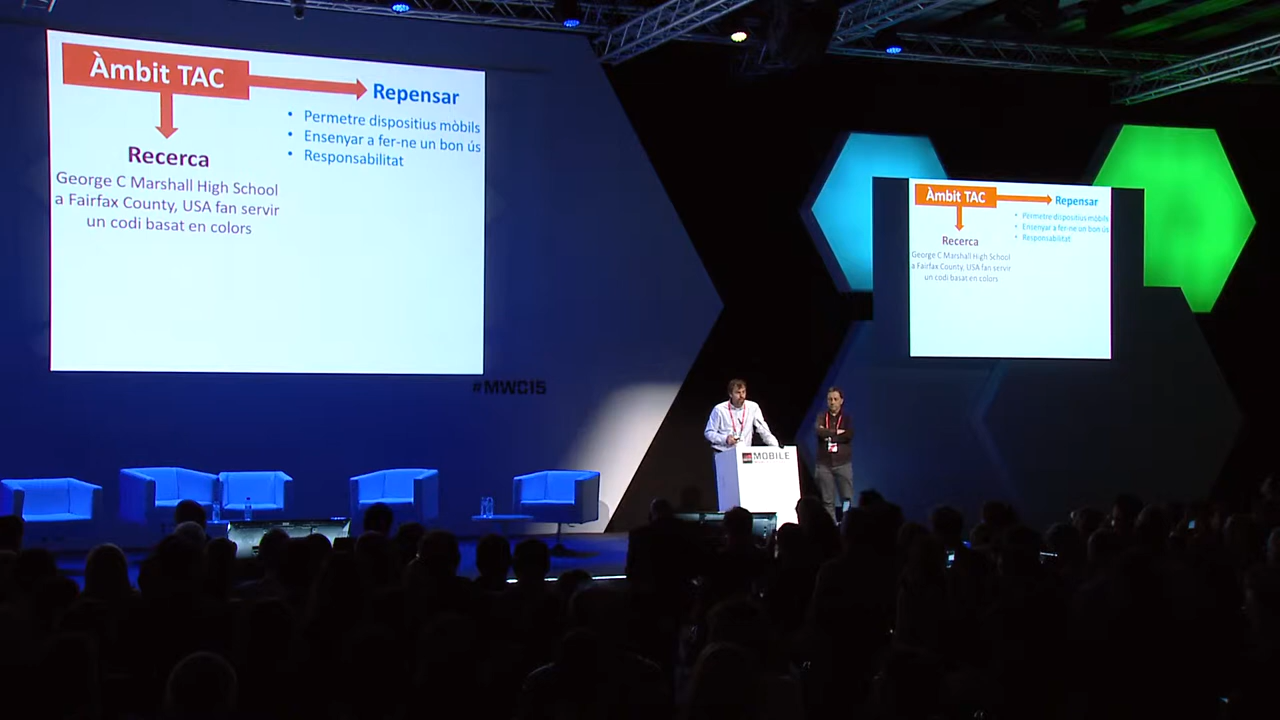 Àmbit TAC
Repensar
• Permetre dispositius mòbils
• Ensenyar a fer-ne un bon ús
• Responsabilitat
Recerca
George C Marshall High School
a Fairfax County, USA fan servir
un codi basat en colors
#MWC15
Àmbit TAC
Repensar
• Permetre dispositius mòbils
• Ensenyar a fer-ne un bon ús
• Responsabilitat
Recerca
George C Marshall High School
a Fairfax County, USA fan servir
un codi basat en colors
MOBILE